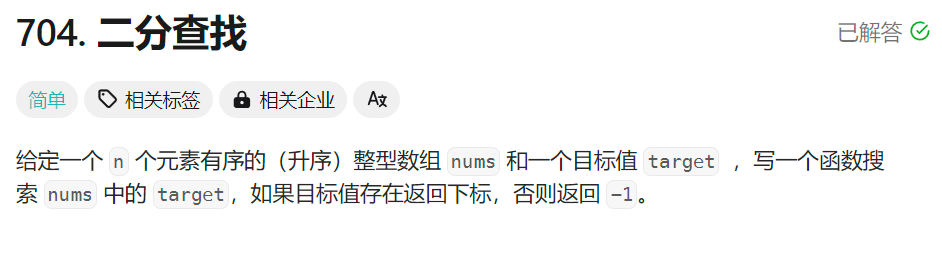 704. 二分查找
已解答
简单 相关标签 相关企业 Aあ
给定一个 n 个元素有序的（升序）整型数组 nums 和一个目标值 target ，写一个函数搜
索 nums 中的 target，如果目标值存在返回下标，否则返回 -1。